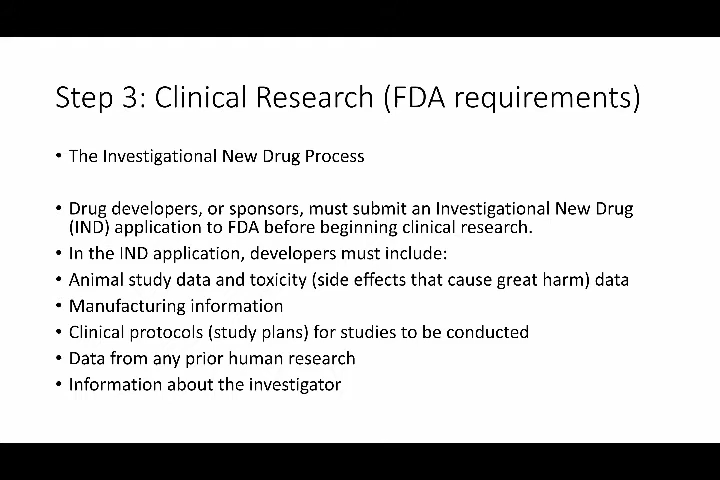 Step 3: Clinical Research (FDA requirements)
• The Investigational New Drug Process
• Drug developers, or sponsors, must submit an Investigational New Drug
(IND) application to FDA before beginning clinical research.
• In the IND application, developers must include:
• Animal study data and toxicity (side effects that cause great harm) data
• Manufacturing information
• Clinical protocols (study plans) for studies to be conducted
• Data from any prior human research
• Information about the investigator